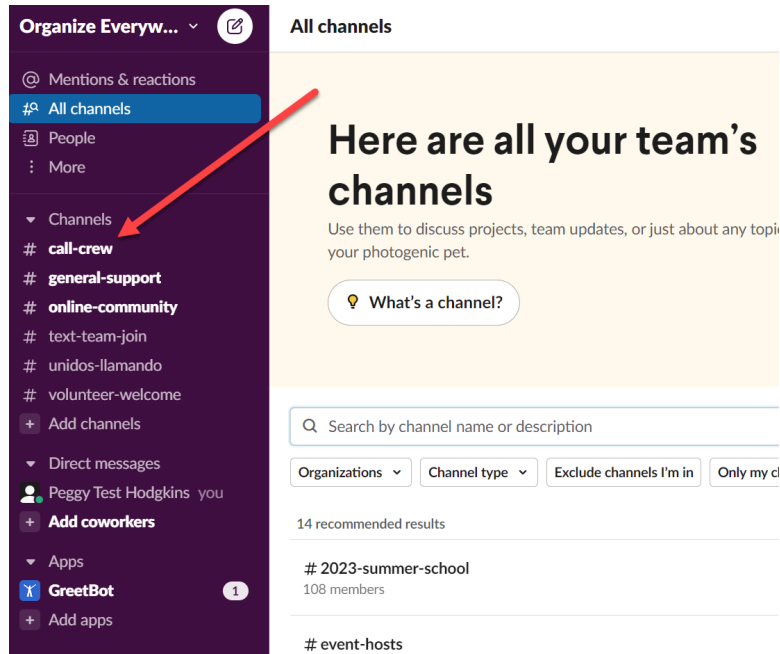 Organize Everyw...
@ Mentions & reactions
All channels
People
More
Channels
# call-crew
# general-support
# online-community
# text-team-join
# unidos-llamando
# volunteer-welcome
+ Add channels
Direct messages
Peggy Test Hodgkins you
+ Add coworkers
Apps
GreetBot 1
+ Add apps
All channels
Here are all your team's
channels
Use them to discuss projects, team updates, or just about any topic
your photogenic pet.
What's a channel?
Search by channel name or description
Organizations Channel type Exclude channels I'm in Only my c
14 recommended results
# 2023-summer-school
108 members
# event-hosts